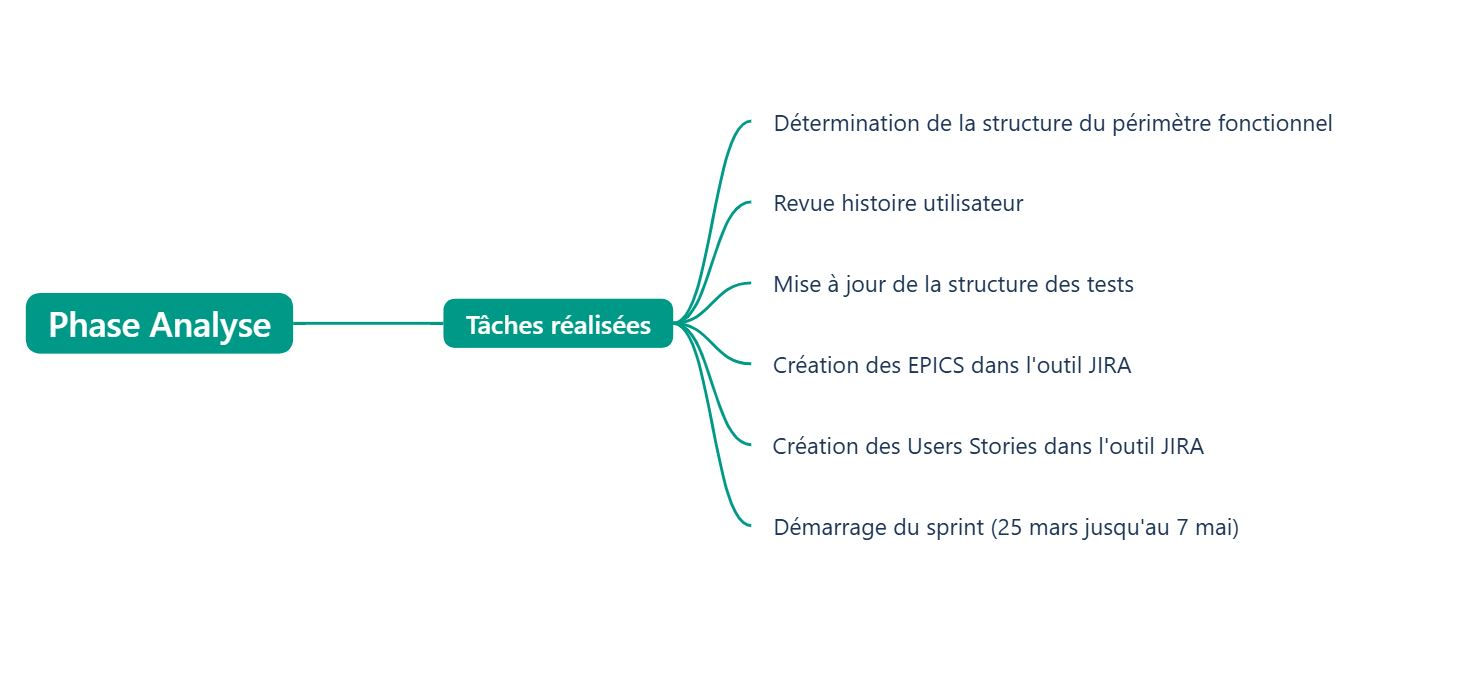 Phase Analyse
Tâches réalisées
Détermination de la structure du périmètre fonctionnel
Revue histoire utilisateur
Mise à jour de la structure des tests
Création des EPICS dans l'outil JIRA
Création des Users Stories dans l'outil JIRA
Démarrage du sprint (25 mars jusqu'au 7 mai)